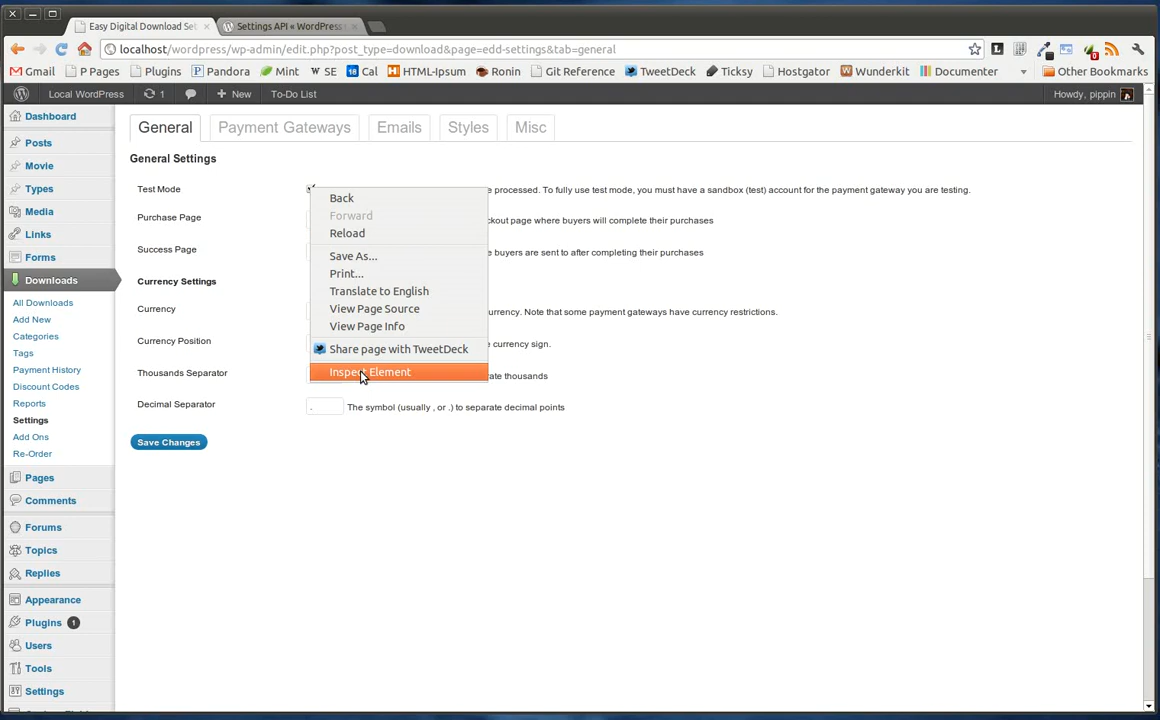 Easy Digital Download Set
Settings API « WordPress
localhost/wordpress/wp-admin/edit.php?post_type=download&page=edd-settings&tab=general
Gmail P Pages Plugins Pandora Mint SE Cal HTML-Ipsum Ronin Git Reference TweetDeck Ticksy Hostgator Wunderkit Documenter Other Bookmarks
Local WordPress 1 + New To-Do List Howdy, pippin
Dashboard
Posts
Movie
Types
Media
Links
Forms
Downloads
All Downloads
Add New
Categories
Tags
Payment History
Discount Codes
Reports
Settings
Add Ons
Re-Order
Pages
Comments
Forums
Topics
Replies
Appearance
Plugins 1
Users
Tools
Settings
General Payment Gateways Emails Styles Misc
General Settings
Test Mode e processed. To fully use test mode, you must have a sandbox (test) account for the payment gateway you are testing.
Purchase Page ckout page where buyers will complete their purchases
Success Page e buyers are sent to after completing their purchases
Currency Settings
Currency urrency. Note that some payment gateways have currency restrictions.
Currency Position e currency sign.
Thousands Separator rate thousands
Decimal Separator . The symbol (usually , or .) to separate decimal points
Save Changes
Back
Forward
Reload
Save As...
Print...
Translate to English
View Page Source
View Page Info
Share page with TweetDeck
Inspect Element